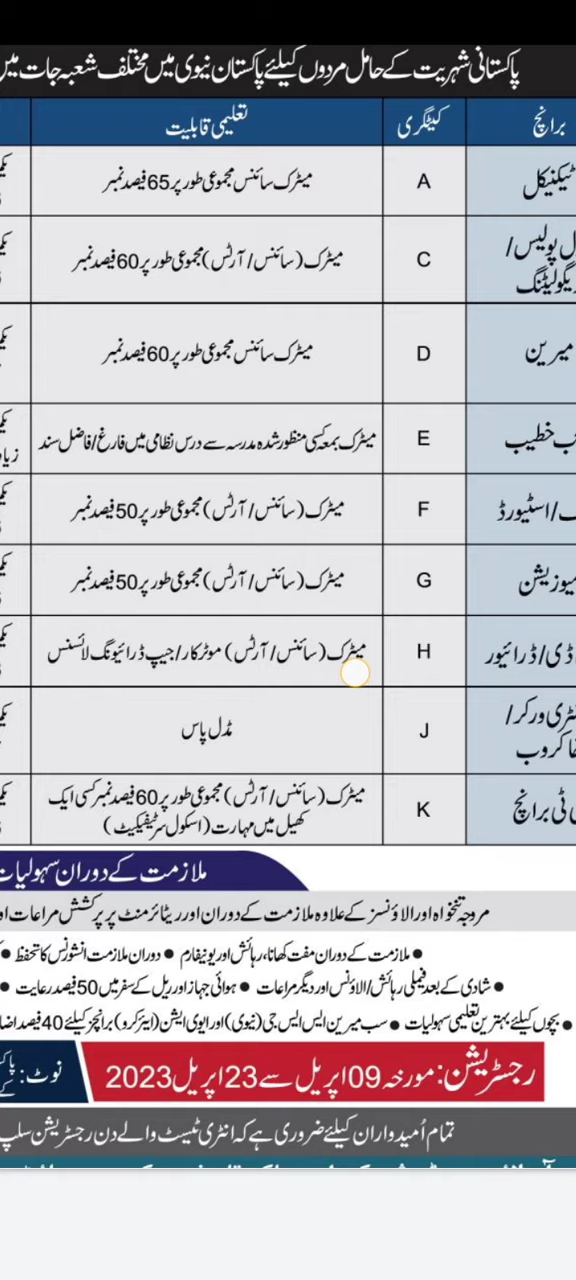 پاکستانی شہریت کے حامل مردوں کیلئے پاکستان نیوی میں مختلف شعبہ جات میں
برانچ کیٹگری تعلیمی قابلیت
ٹیکنیکل A میٹرک سائنس مجموعی طور پر 65 فیصد نمبر
پولیس/ C میٹرک (سائنس/آرٹس) مجموعی طور پر 60 فیصد نمبر
میرین D میٹرک سائنس مجموعی طور پر 60 فیصد نمبر
خطیب E میٹرک بمعہ کسی منظور شدہ مدرسہ سے درس نظامی میں فارغ/فاضل سند
/اسٹیورڈ F میٹرک (سائنس/آرٹس) مجموعی طور پر 50 فیصد نمبر
میوزیشن G میٹرک (سائنس/آرٹس) مجموعی طور پر 50 فیصد نمبر
ڈی/ڈرائیور H میٹرک (سائنس/آرٹس) موٹر کار/جیپ ڈرائیونگ لائسنس
ورکر/
J مڈل پاس
ٹی برانچ K میٹرک (سائنس/آرٹس) مجموعی طور پر 60 فیصد نمبر کسی ایک
کھیل میں مہارت (اسکول سرٹیفکیٹ)
ملازمت کے دوران سہولیات
مروجہ تنخواہ اور الاؤنسز کے علاوہ ملازمت کے دوران اور ریٹائرمنٹ پر پرکشش مراعات
• ملازمت کے دوران مفت کھانا، رہائش اور یونیفارم • دوران ملازمت انشورنس کا تحفظ •
• شادی کے بعد فیملی رہائش/الاؤنس اور دیگر مراعات • ہوائی جہاز اور ریل کے سفر میں 50 فیصد رعایت •
• بچوں کیلئے بہترین تعلیمی سہولیات • سب میرین ایس ایس جی (نیوی) اور ایوی ایشن (ایئر کرو) برانچز کیلئے 40 فیصد
رجسٹریشن: مورخہ 09 اپریل سے 23 اپریل 2023
نوٹ:
تمام اُمیدواران کیلئے ضروری ہے کہ انٹری ٹیسٹ والے دن رجسٹریشن سلپ